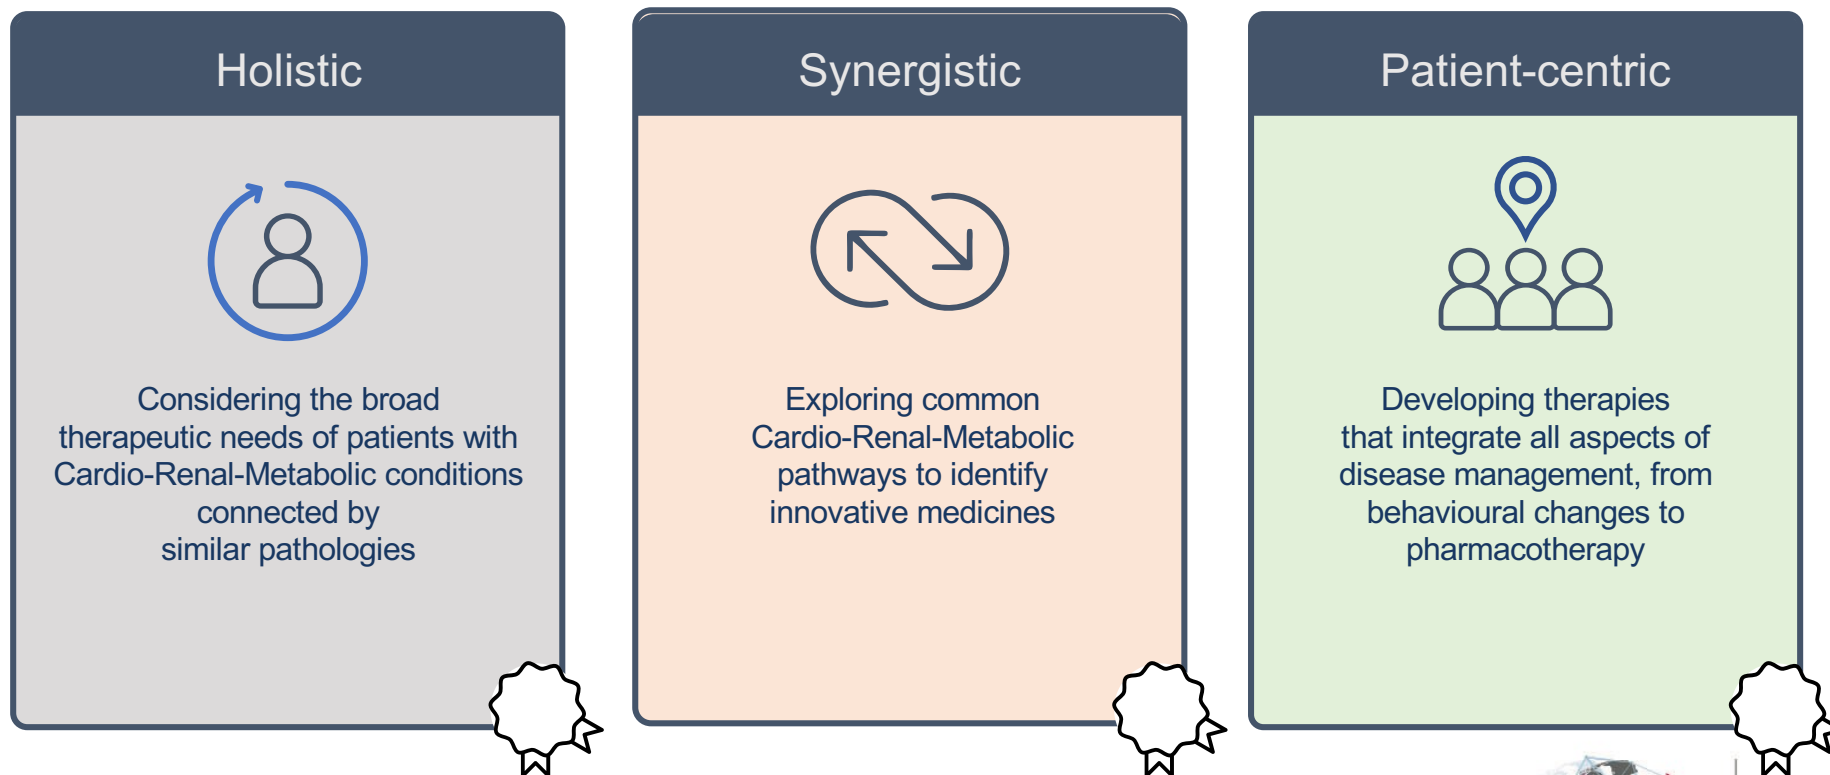 Holistic
Considering the broad
therapeutic needs of patients with
Cardio-Renal-Metabolic conditions
connected by
similar pathologies
Synergistic
Exploring common
Cardio-Renal-Metabolic
pathways to identify
innovative medicines
Patient-centric
Developing therapies
that integrate all aspects of
disease management, from
behavioural changes to
pharmacotherapy